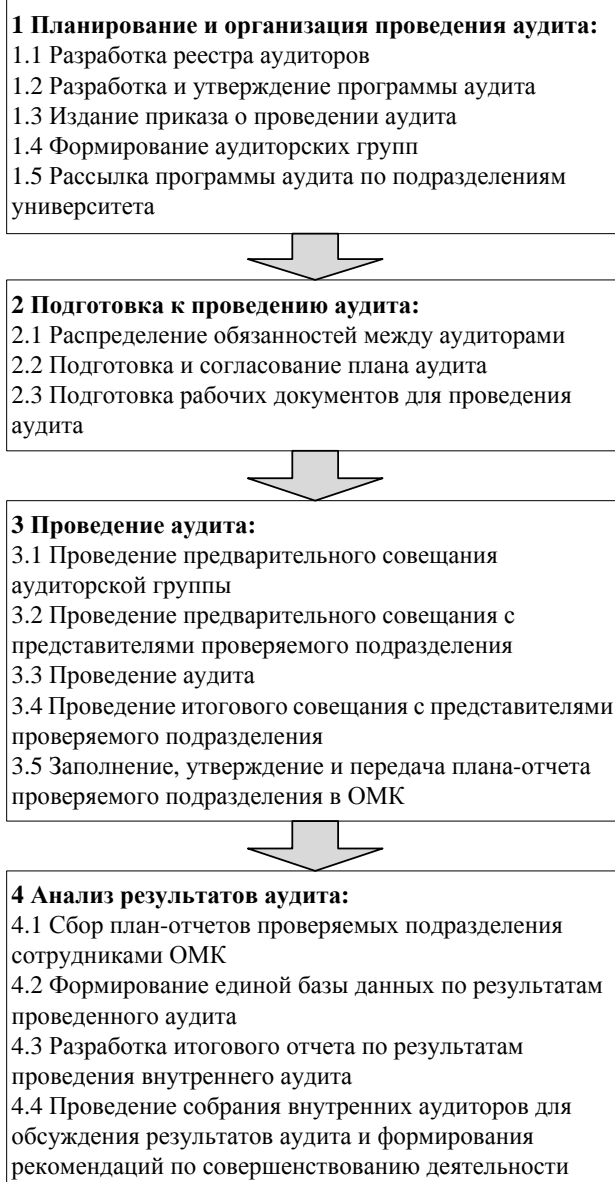 1 Планирование и организация проведения аудита:
1.1 Разработка реестра аудиторов
1.2 Разработка и утверждение программы аудита
1.3 Издание приказа о проведении аудита
1.4 Формирование аудиторских групп
1.5 Рассылка программы аудита по подразделениям
университета
2 Подготовка к проведению аудита:
2.1 Распределение обязанностей между аудиторами
2.2 Подготовка и согласование плана аудита
2.3 Подготовка рабочих документов для проведения
аудита
3 Проведение аудита:
3.1 Проведение предварительного совещания
аудиторской группы
3.2 Проведение предварительного совещания с
представителями проверяемого подразделения
3.3 Проведение аудита
3.4 Проведение итогового совещания с представителями
проверяемого подразделения
3.5 Заполнение, утверждение и передача плана-отчета
проверяемого подразделения в ОМК
4 Анализ результатов аудита:
4.1 Сбор план-отчетов проверяемых подразделения
сотрудниками ОМК
4.2 Формирование единой базы данных по результатам
проведенного аудита
4.3 Разработка итогового отчета по результатам
проведения внутреннего аудита
4.4 Проведение собрания внутренних аудиторов для
обсуждения результатов аудита и формирования
рекомендаций по совершенствованию деятельности